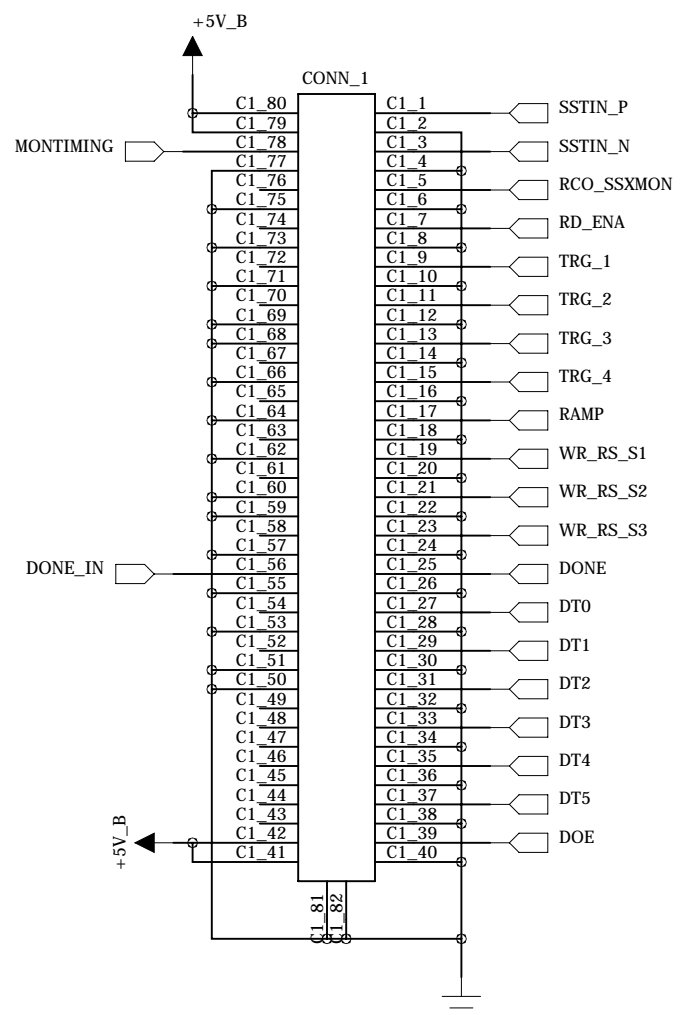 +5V_B
CONN_1
C1_80 C1_1 SSTIN_P
C1_79 C1_2
MONTIMING C1_78 C1_3 SSTIN_N
C1_77 C1_4
C1_76 C1_5 RCO_SSXMON
C1_75 C1_6
C1_74 C1_7 RD_ENA
C1_73 C1_8
C1_72 C1_9 TRG_1
C1_71 C1_10
C1_70 C1_11 TRG_2
C1_69 C1_12
C1_68 C1_13 TRG_3
C1_67 C1_14
C1_66 C1_15 TRG_4
C1_65 C1_16
C1_64 C1_17 RAMP
C1_63 C1_18
C1_62 C1_19 WR_RS_S1
C1_61 C1_20
C1_60 C1_21 WR_RS_S2
C1_59 C1_22
C1_58 C1_23 WR_RS_S3
C1_57 C1_24
DONE_IN C1_56 C1_25 DONE
C1_55 C1_26
C1_54 C1_27 DT0
C1_53 C1_28
C1_52 C1_29 DT1
C1_51 C1_30
C1_50 C1_31 DT2
C1_49 C1_32
C1_48 C1_33 DT3
C1_47 C1_34
C1_46 C1_35 DT4
C1_45 C1_36
C1_44 C1_37 DT5
C1_43 C1_38
+5V_B C1_42 C1_39 DOE
C1_41 C1_40
C1_81
C1_82